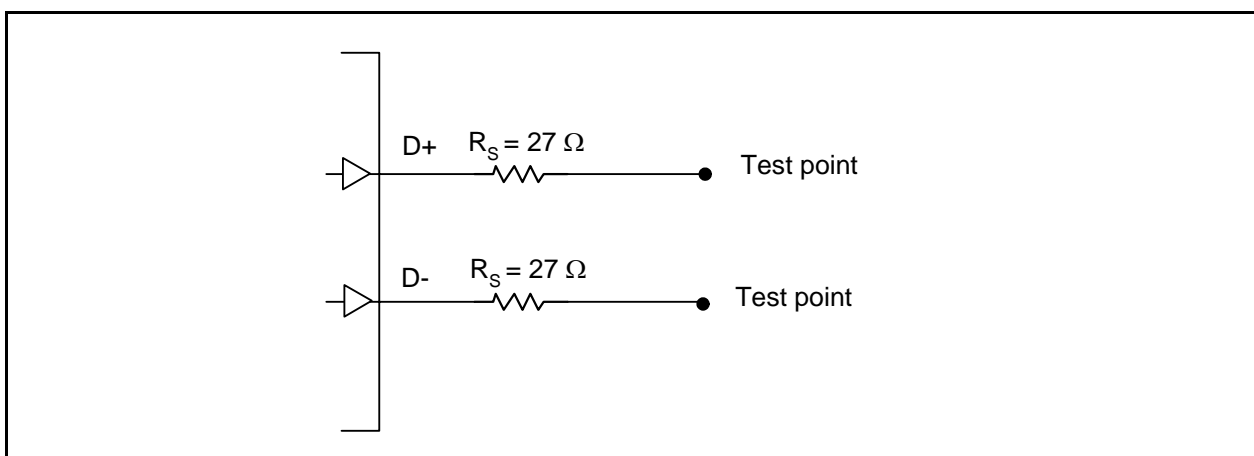 D+
R_S = 27 Ω
Test point
D-
R_S = 27 Ω
Test point